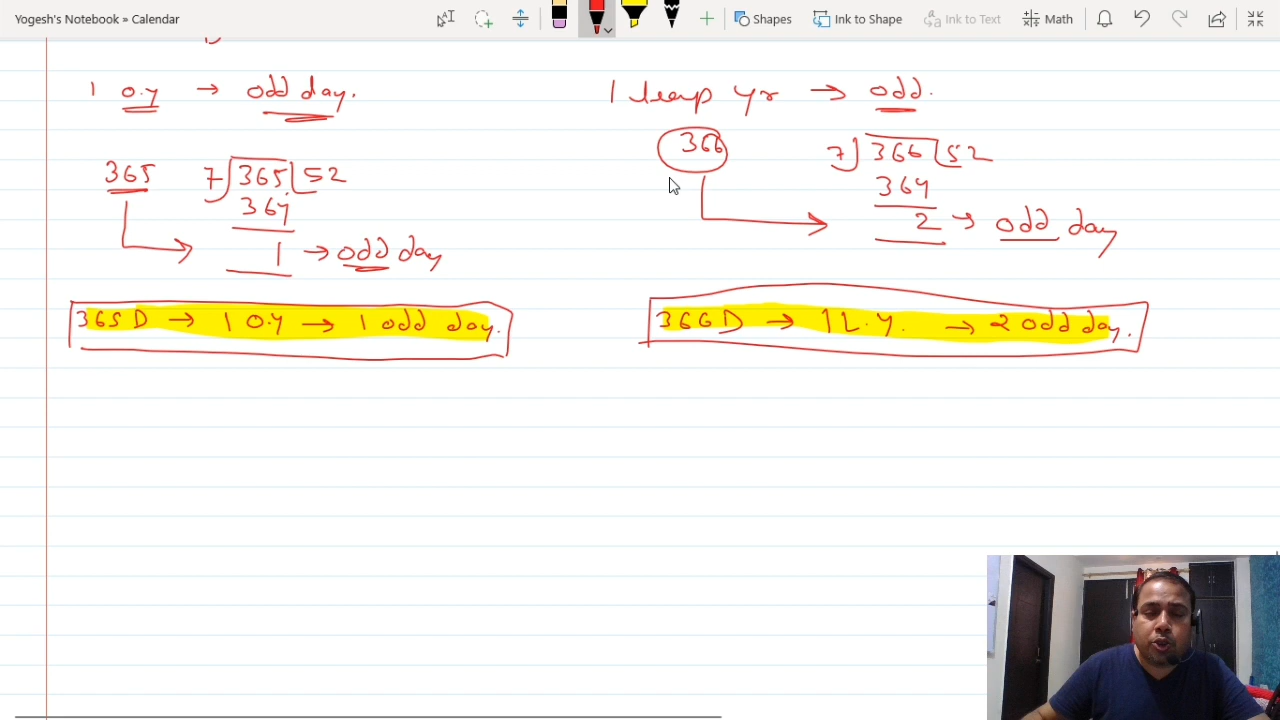 Yogesh's Notebook » Calendar
Shapes
Ink to Shape
Ink to Text
Math
1 O.Y → odd day.
365
7) 365 ( 52
364
1 → odd day
365 D → 1 O.Y → 1 odd day.
1 leap yr → odd.
366
7) 366 ( 52
364
2 → odd day
366 D → 1 L.Y. → 2 odd day.